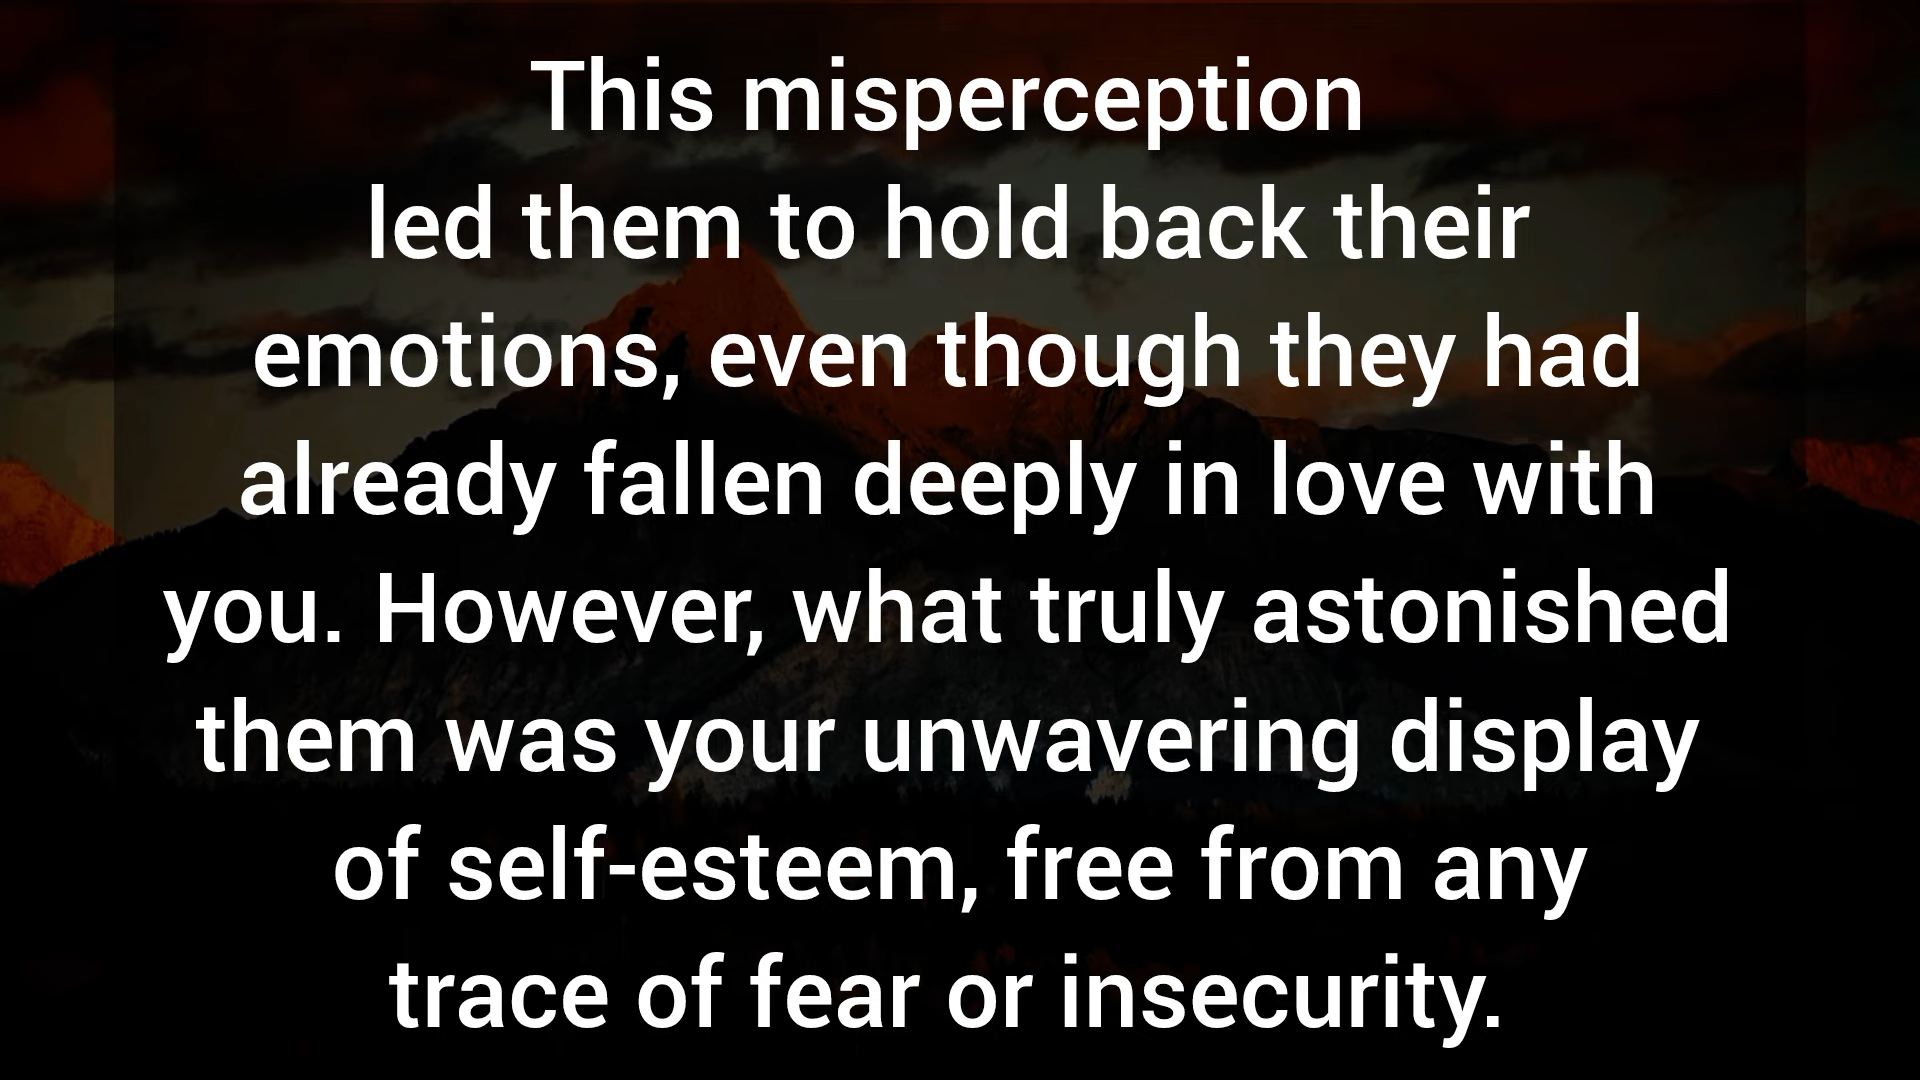 This misperception
led them to hold back their
emotions, even though they had
already fallen deeply in love with
you. However, what truly astonished
them was your unwavering display
of self-esteem, free from any
trace of fear or insecurity.